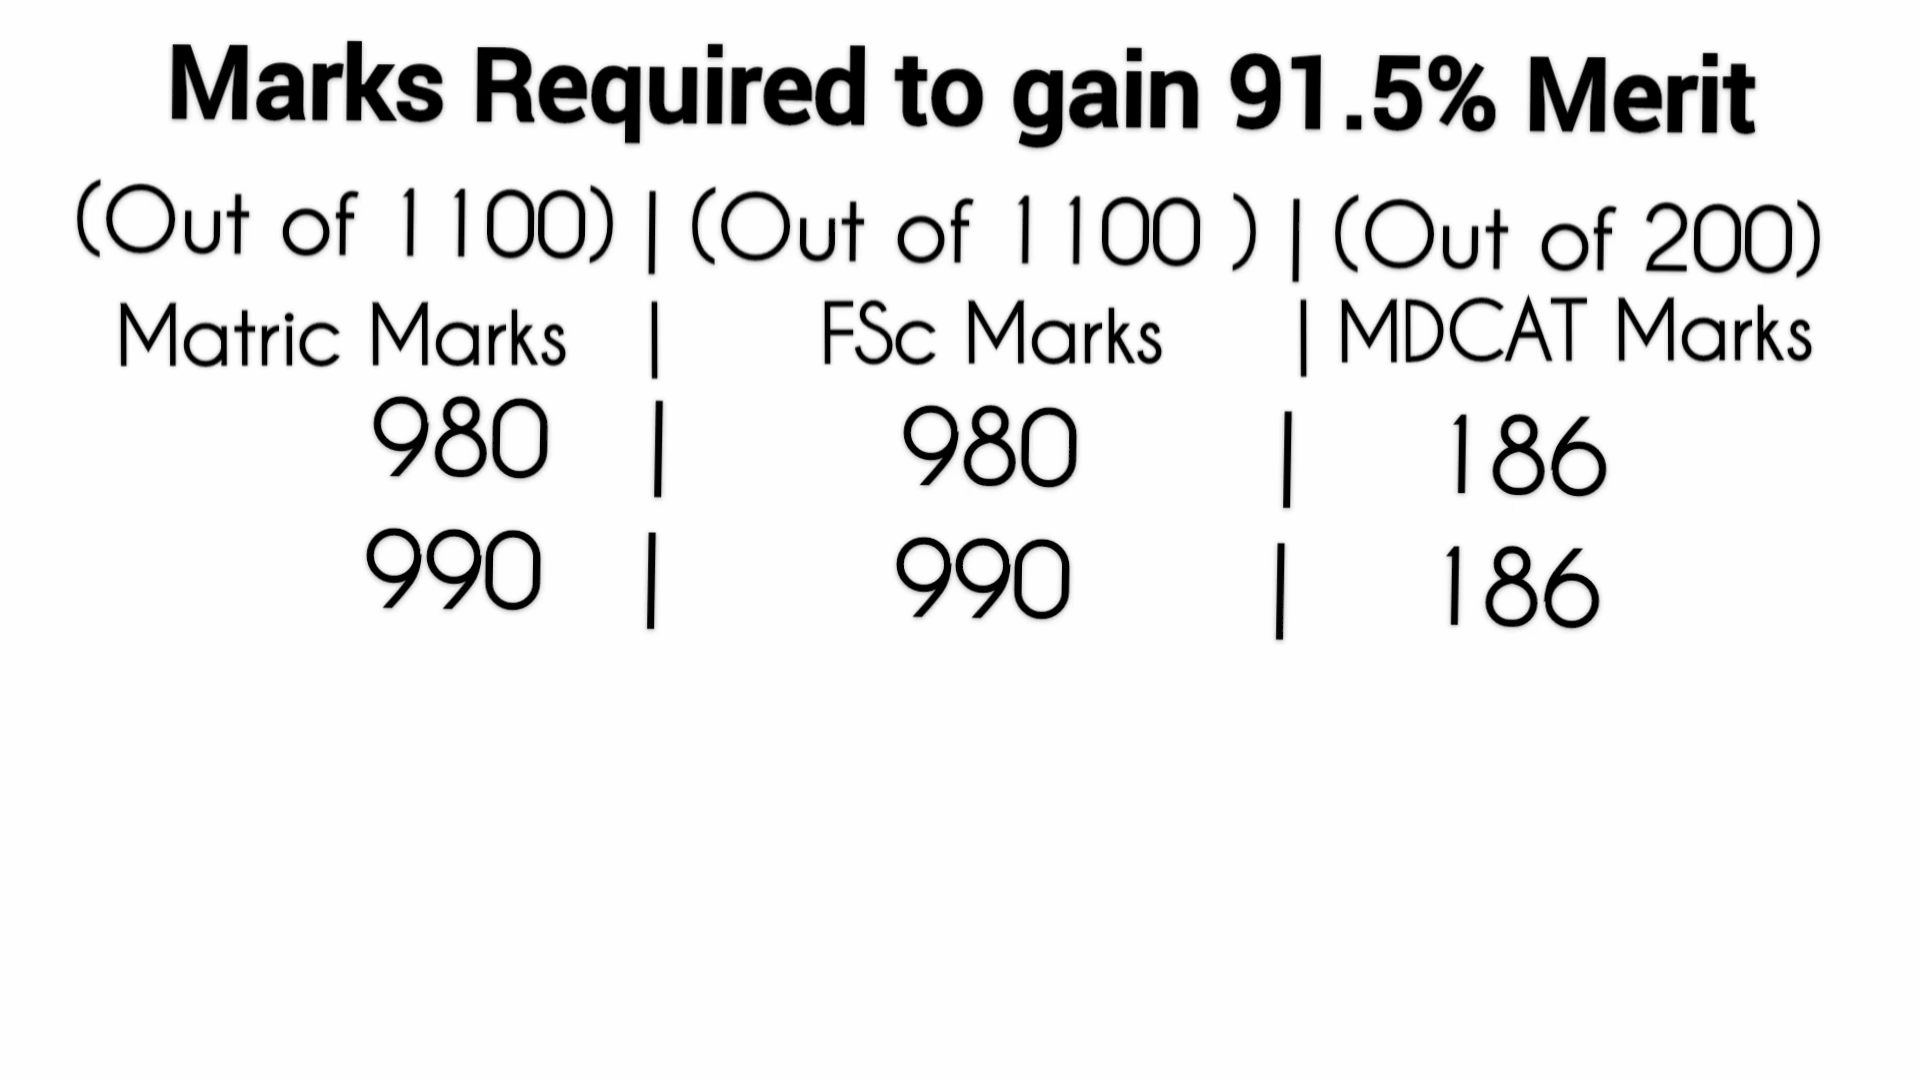 Marks Required to gain 91.5% Merit
(Out of 1100) | (Out of 1100 ) | (Out of 200)
Matric Marks | FSc Marks | MDCAT Marks
980 | 980 | 186
990 | 990 | 186